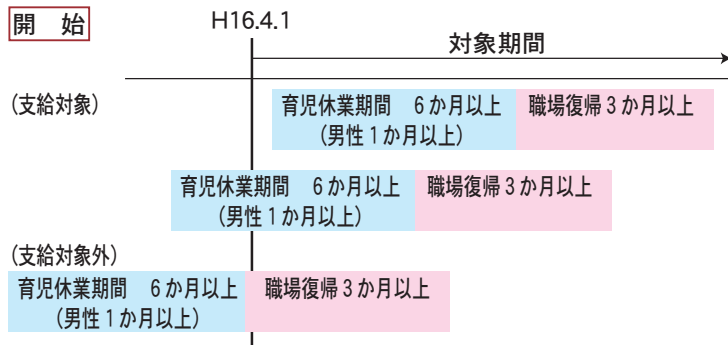 開　始
H16.4.1
対象期間
(支給対象)
育児休業期間　６か月以上
(男性１か月以上)
職場復帰３か月以上
育児休業期間　６か月以上
(男性１か月以上)
職場復帰３か月以上
(支給対象外)
育児休業期間　６か月以上
(男性１か月以上)
職場復帰３か月以上